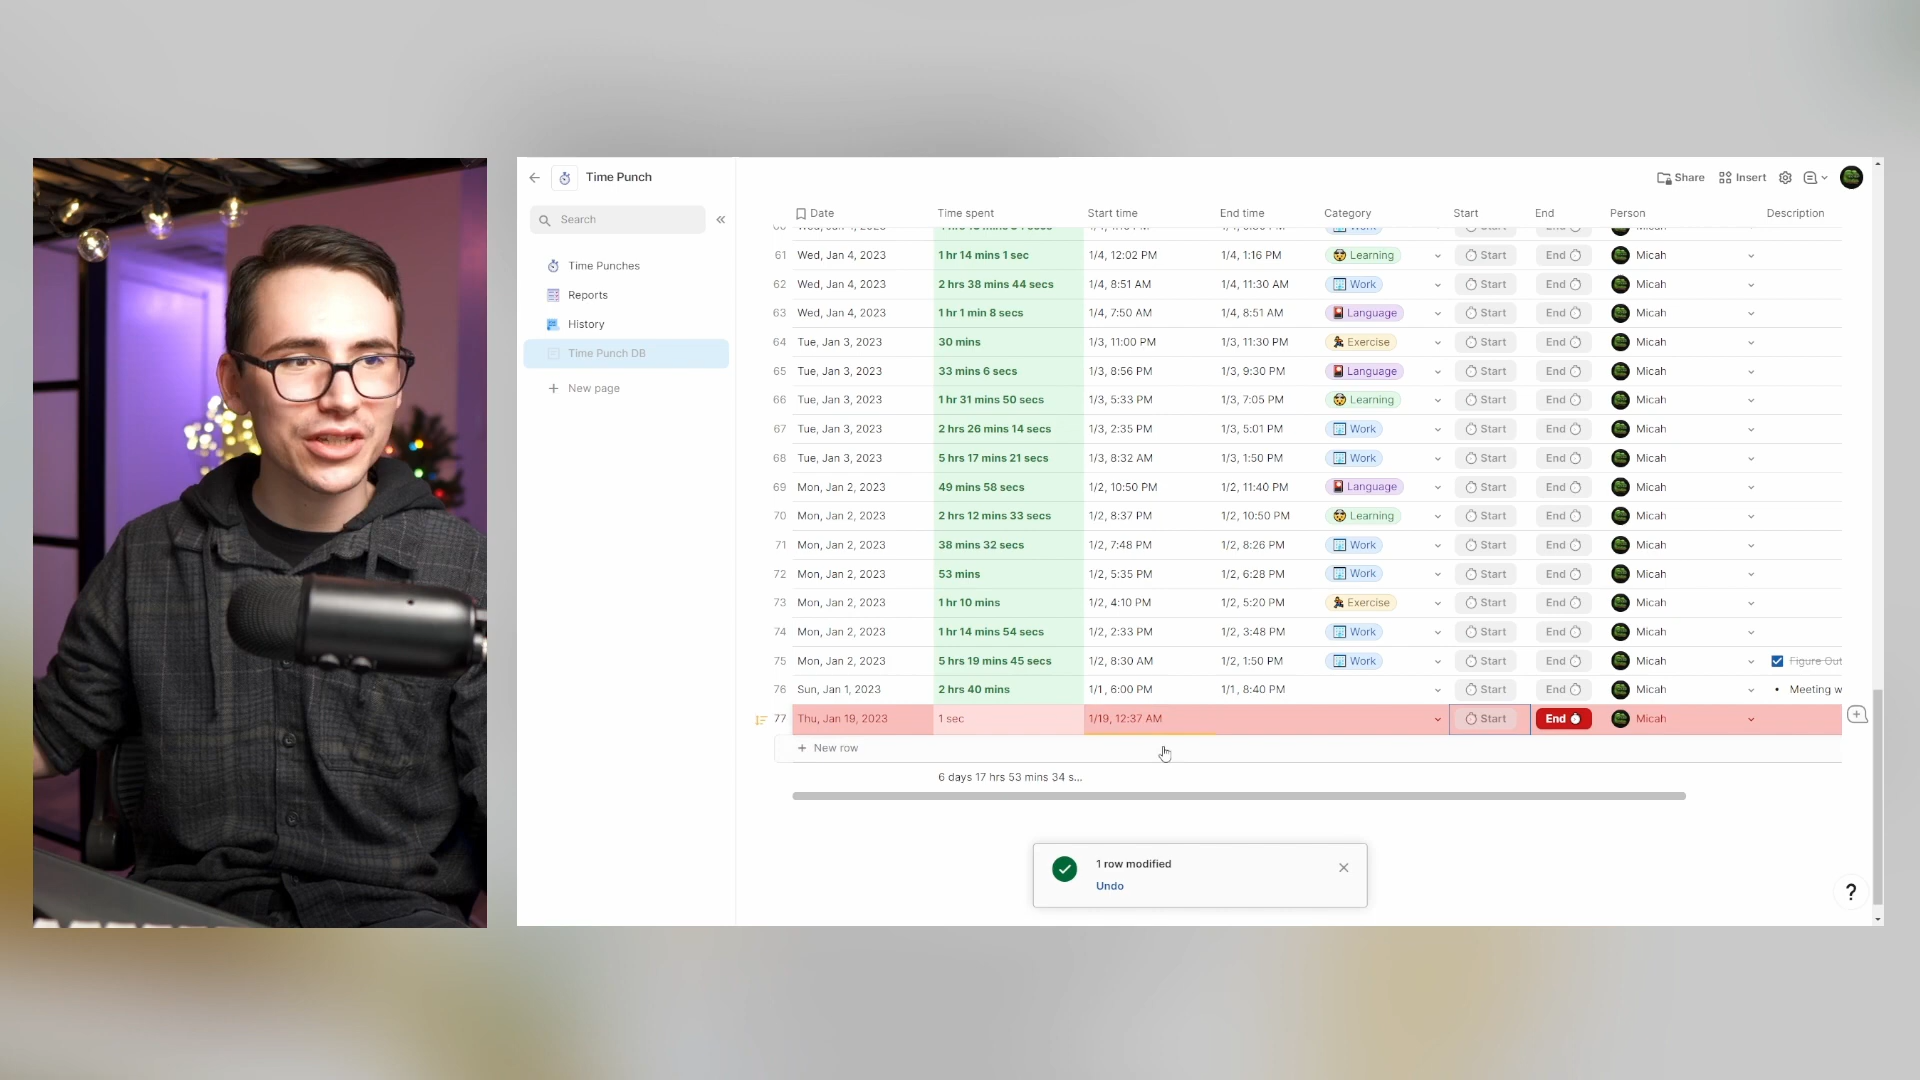 Time Punch
Share Insert
Search
Time Punches
Reports
History
Time Punch DB
New page
Date Time spent Start time End time Category Start End Person Description
61 Wed, Jan 4, 2023 1 hr 14 mins 1 sec 1/4, 12:02 PM 1/4, 1:16 PM Learning Start End Micah
62 Wed, Jan 4, 2023 2 hrs 38 mins 44 secs 1/4, 8:51 AM 1/4, 11:30 AM Work Start End Micah
63 Wed, Jan 4, 2023 1 hr 1 min 8 secs 1/4, 7:50 AM 1/4, 8:51 AM Language Start End Micah
64 Tue, Jan 3, 2023 30 mins 1/3, 11:00 PM 1/3, 11:30 PM Exercise Start End Micah
65 Tue, Jan 3, 2023 33 mins 6 secs 1/3, 8:56 PM 1/3, 9:30 PM Language Start End Micah
66 Tue, Jan 3, 2023 1 hr 31 mins 50 secs 1/3, 5:33 PM 1/3, 7:05 PM Learning Start End Micah
67 Tue, Jan 3, 2023 2 hrs 26 mins 14 secs 1/3, 2:35 PM 1/3, 5:01 PM Work Start End Micah
68 Tue, Jan 3, 2023 5 hrs 17 mins 21 secs 1/3, 8:32 AM 1/3, 1:50 PM Work Start End Micah
69 Mon, Jan 2, 2023 49 mins 58 secs 1/2, 10:50 PM 1/2, 11:40 PM Language Start End Micah
70 Mon, Jan 2, 2023 2 hrs 12 mins 33 secs 1/2, 8:37 PM 1/2, 10:50 PM Learning Start End Micah
71 Mon, Jan 2, 2023 38 mins 32 secs 1/2, 7:48 PM 1/2, 8:26 PM Work Start End Micah
72 Mon, Jan 2, 2023 53 mins 1/2, 5:35 PM 1/2, 6:28 PM Work Start End Micah
73 Mon, Jan 2, 2023 1 hr 10 mins 1/2, 4:10 PM 1/2, 5:20 PM Exercise Start End Micah
74 Mon, Jan 2, 2023 1 hr 14 mins 54 secs 1/2, 2:33 PM 1/2, 3:48 PM Work Start End Micah
75 Mon, Jan 2, 2023 5 hrs 19 mins 45 secs 1/2, 8:30 AM 1/2, 1:50 PM Work Start End Micah Figure Out
76 Sun, Jan 1, 2023 2 hrs 40 mins 1/1, 6:00 PM 1/1, 8:40 PM Start End Micah • Meeting w
77 Thu, Jan 19, 2023 1 sec 1/19, 12:37 AM Start End Micah
+ New row
6 days 17 hrs 53 mins 34 s...
1 row modified
Undo
?